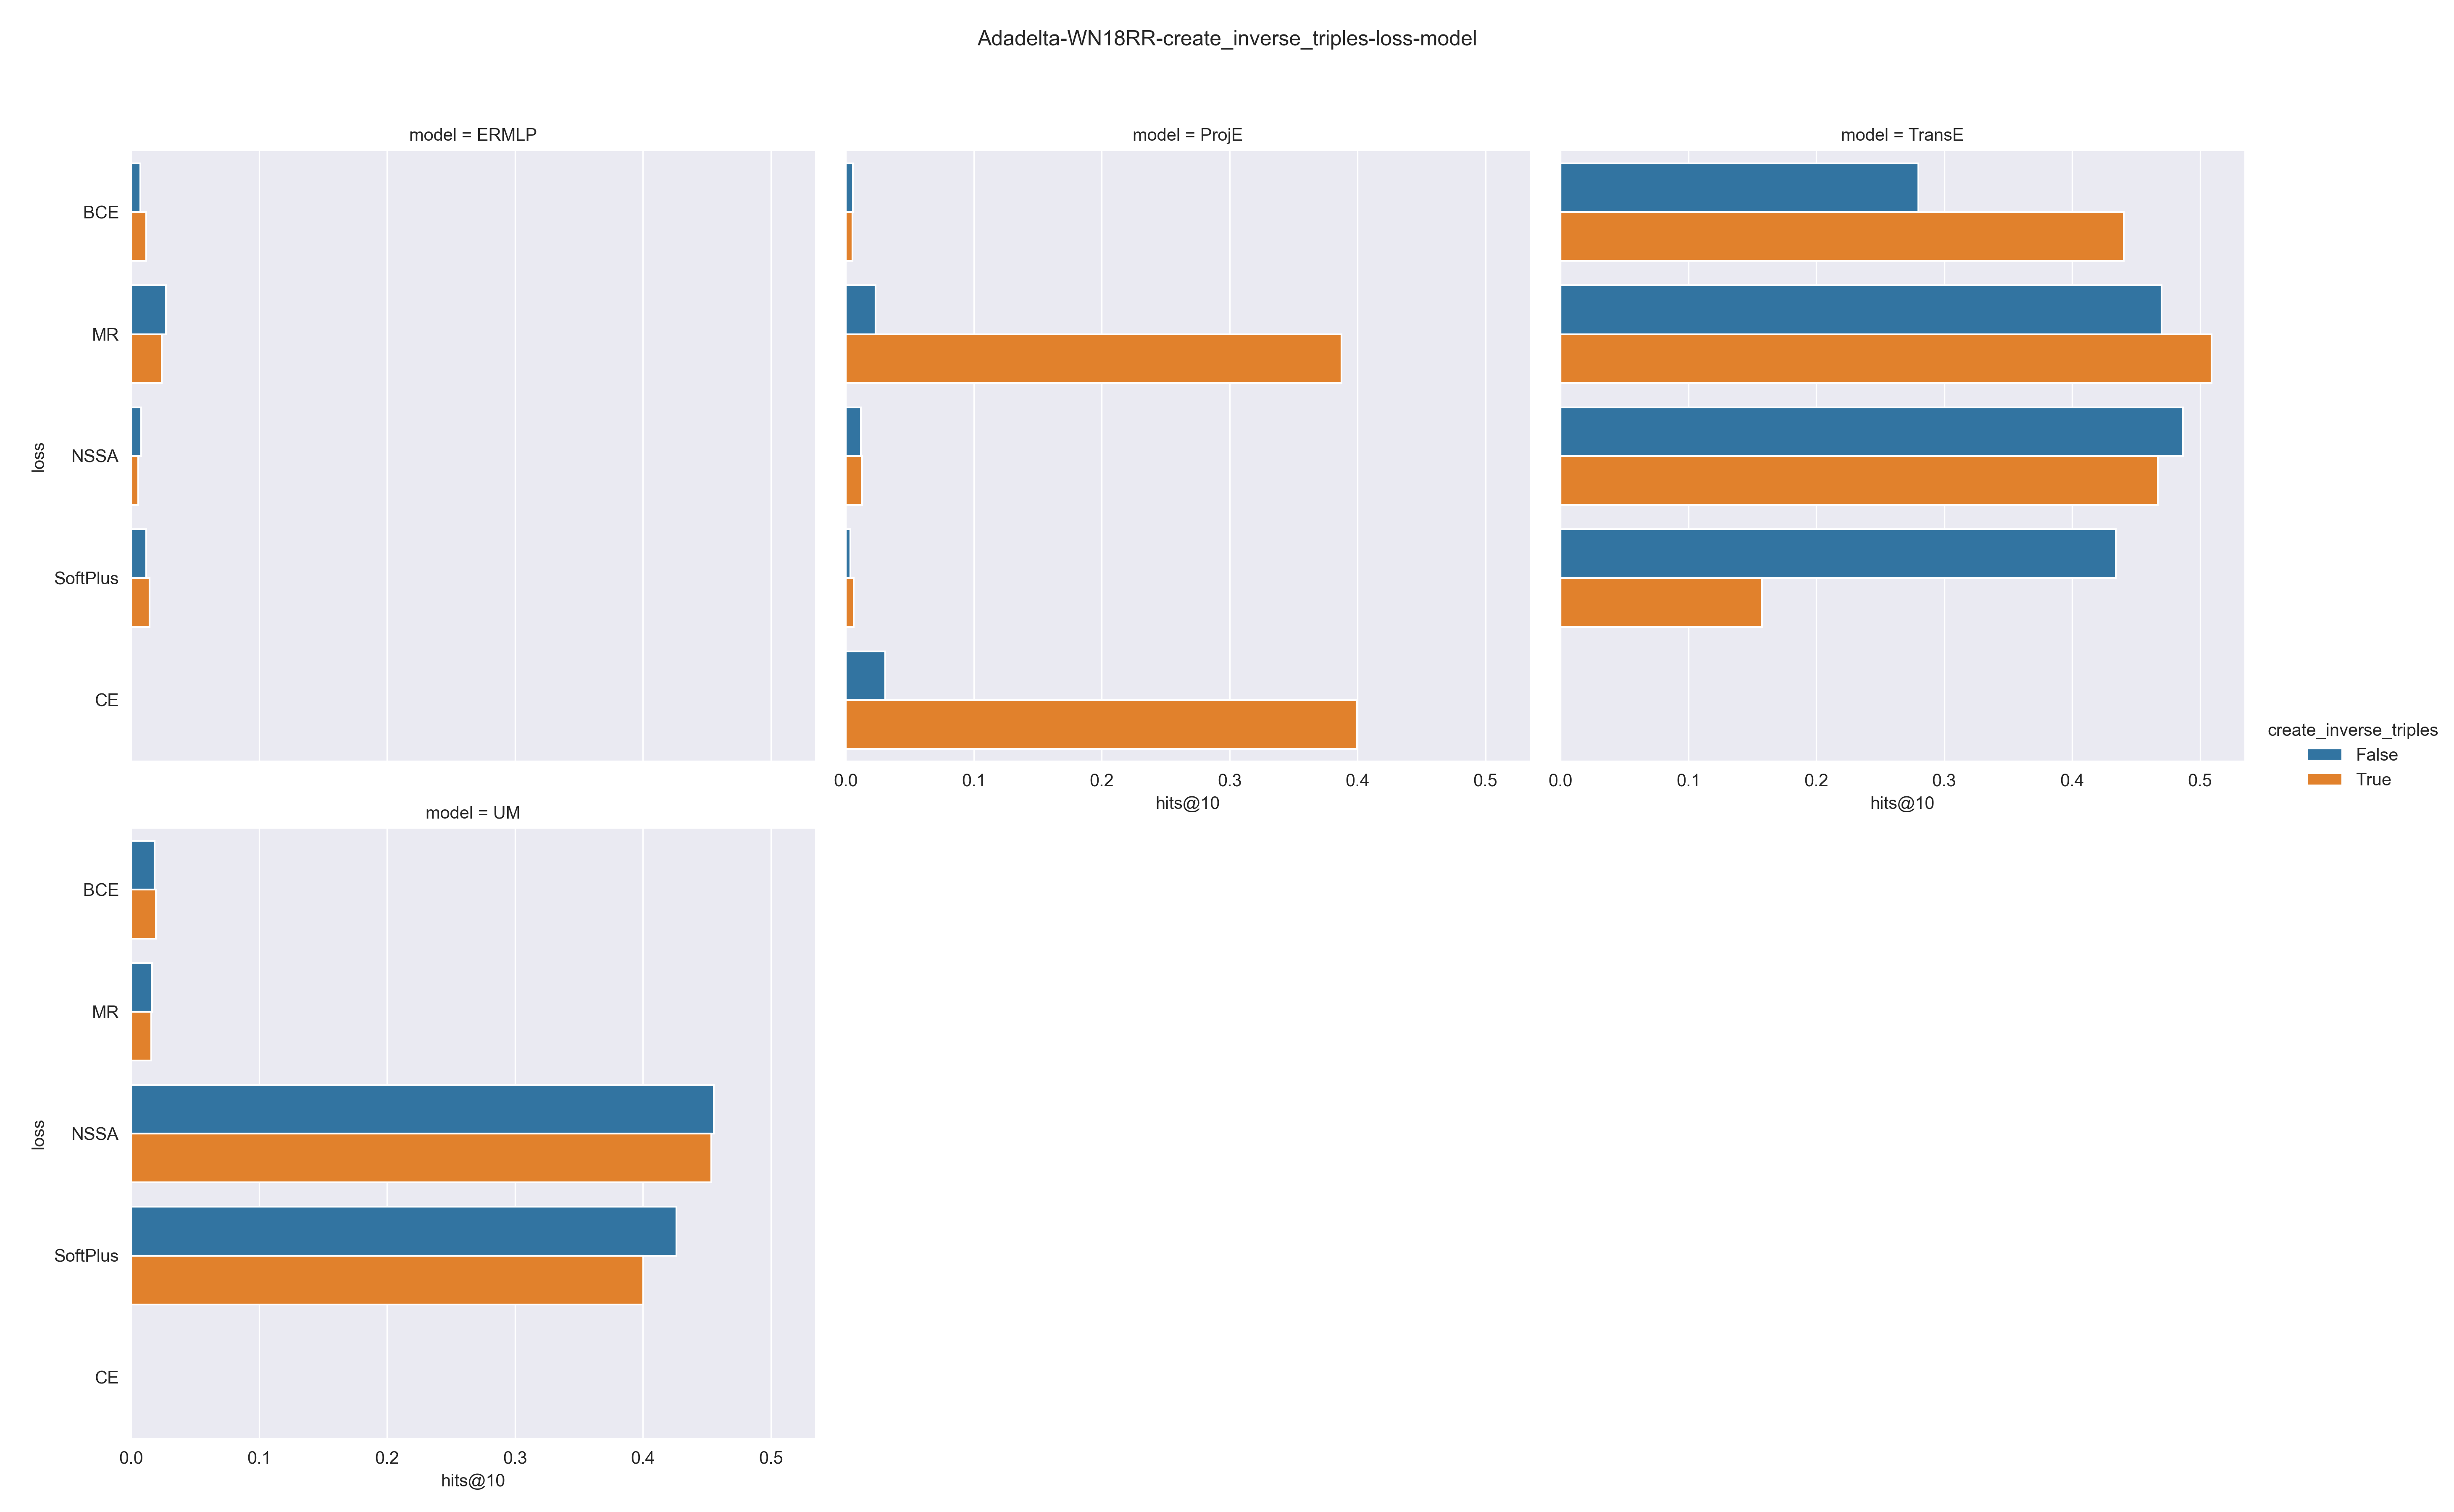 Adadelta-WN18RR-create_inverse_triples-loss-model
model = ERMLP
model = ProjE
model = TransE
BCE
MR
NSSA
SoftPlus
CE
loss
0.0 0.1 0.2 0.3 0.4 0.5
hits@10
0.0 0.1 0.2 0.3 0.4 0.5
hits@10
create_inverse_triples
False
True
model = UM
BCE
MR
NSSA
SoftPlus
CE
loss
0.0 0.1 0.2 0.3 0.4 0.5
hits@10